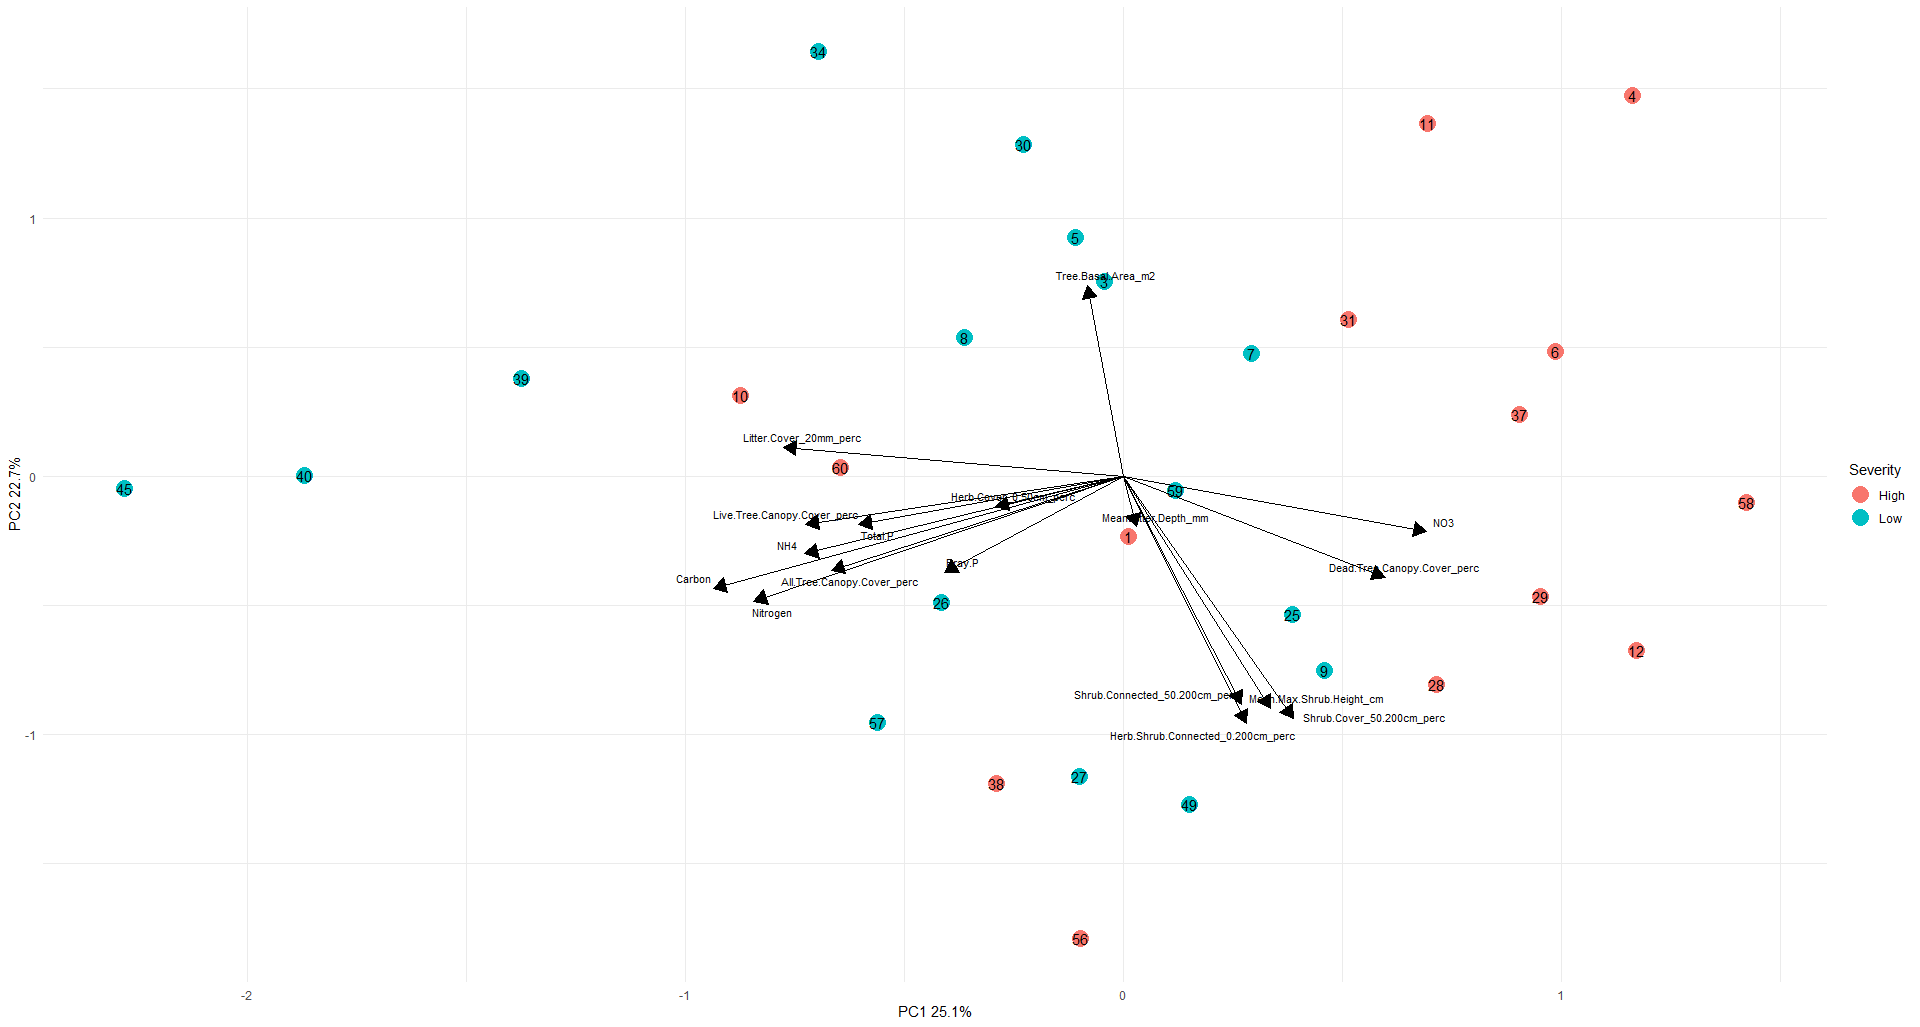 34
4
11
30
1
5
Tree.Basal.Area_m2
3
31
8
7
6
39
10
37
Litter.Cover_20mm_perc
60
0
40
45
59
Herb.Cover_0.50cm_perc
58
Severity
High
Low
PC2 22.7%
Live.Tree.Canopy.Cover_perc
NO3
Total.P
1
NH4
Bray.P
Dead.Tree.Canopy.Cover_perc
Carbon
All.Tree.Canopy.Cover_perc
Nitrogen
26
29
25
12
9
28
Shrub.Connected_50.200cm_perc
Mean.Max.Shrub.Height_cm
Shrub.Cover_50.200cm_perc
57
-1
Herb.Shrub.Connected_0.200cm_perc
38
27
49
56
-2
-1
0
1
PC1 25.1%